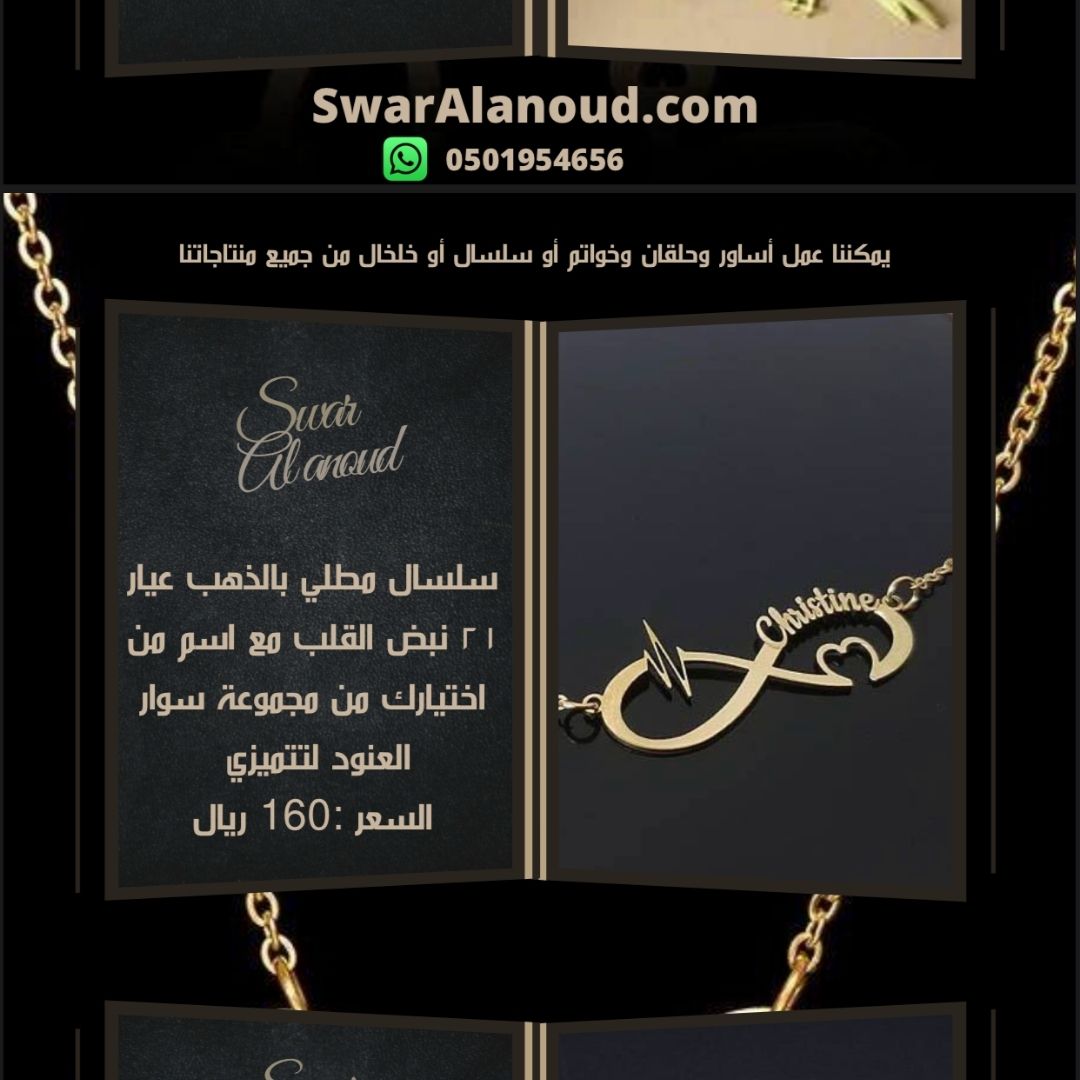 SwarAlanoud.com
0501954656
يمكننا عمل أساور وحلقان وخواتم أو سلسال أو خلخال من جميع منتاجاتنا
Swar
Alanoud
سلسال مطلي بالذهب عيار
٢١ نبض القلب مع اسم من
اختيارك من مجموعة سوار
العنود لتتميزي
السعر :160 ريال
Christine